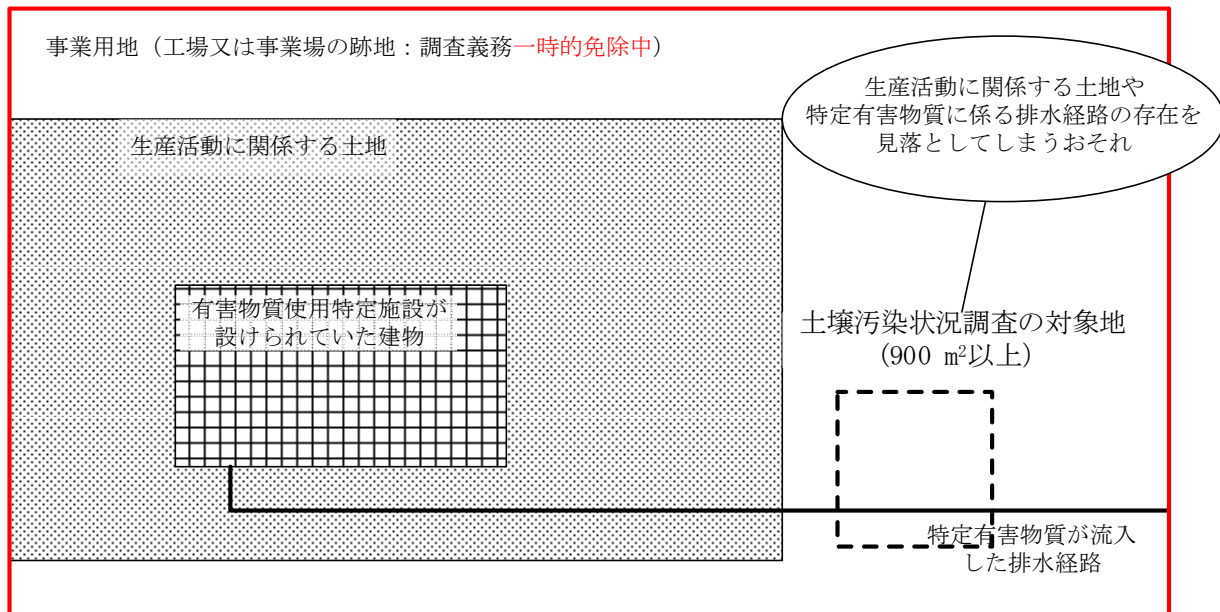 事業用地（工場又は事業場の跡地：調査義務一時的免除中）
生産活動に関係する土地や
特定有害物質に係る排水経路の存在を
見落としてしまうおそれ
生産活動に関係する土地
有害物質使用特定施設が
設けられていた建物
土壌汚染状況調査の対象地
(900 m²以上)
特定有害物質が流入
した排水経路